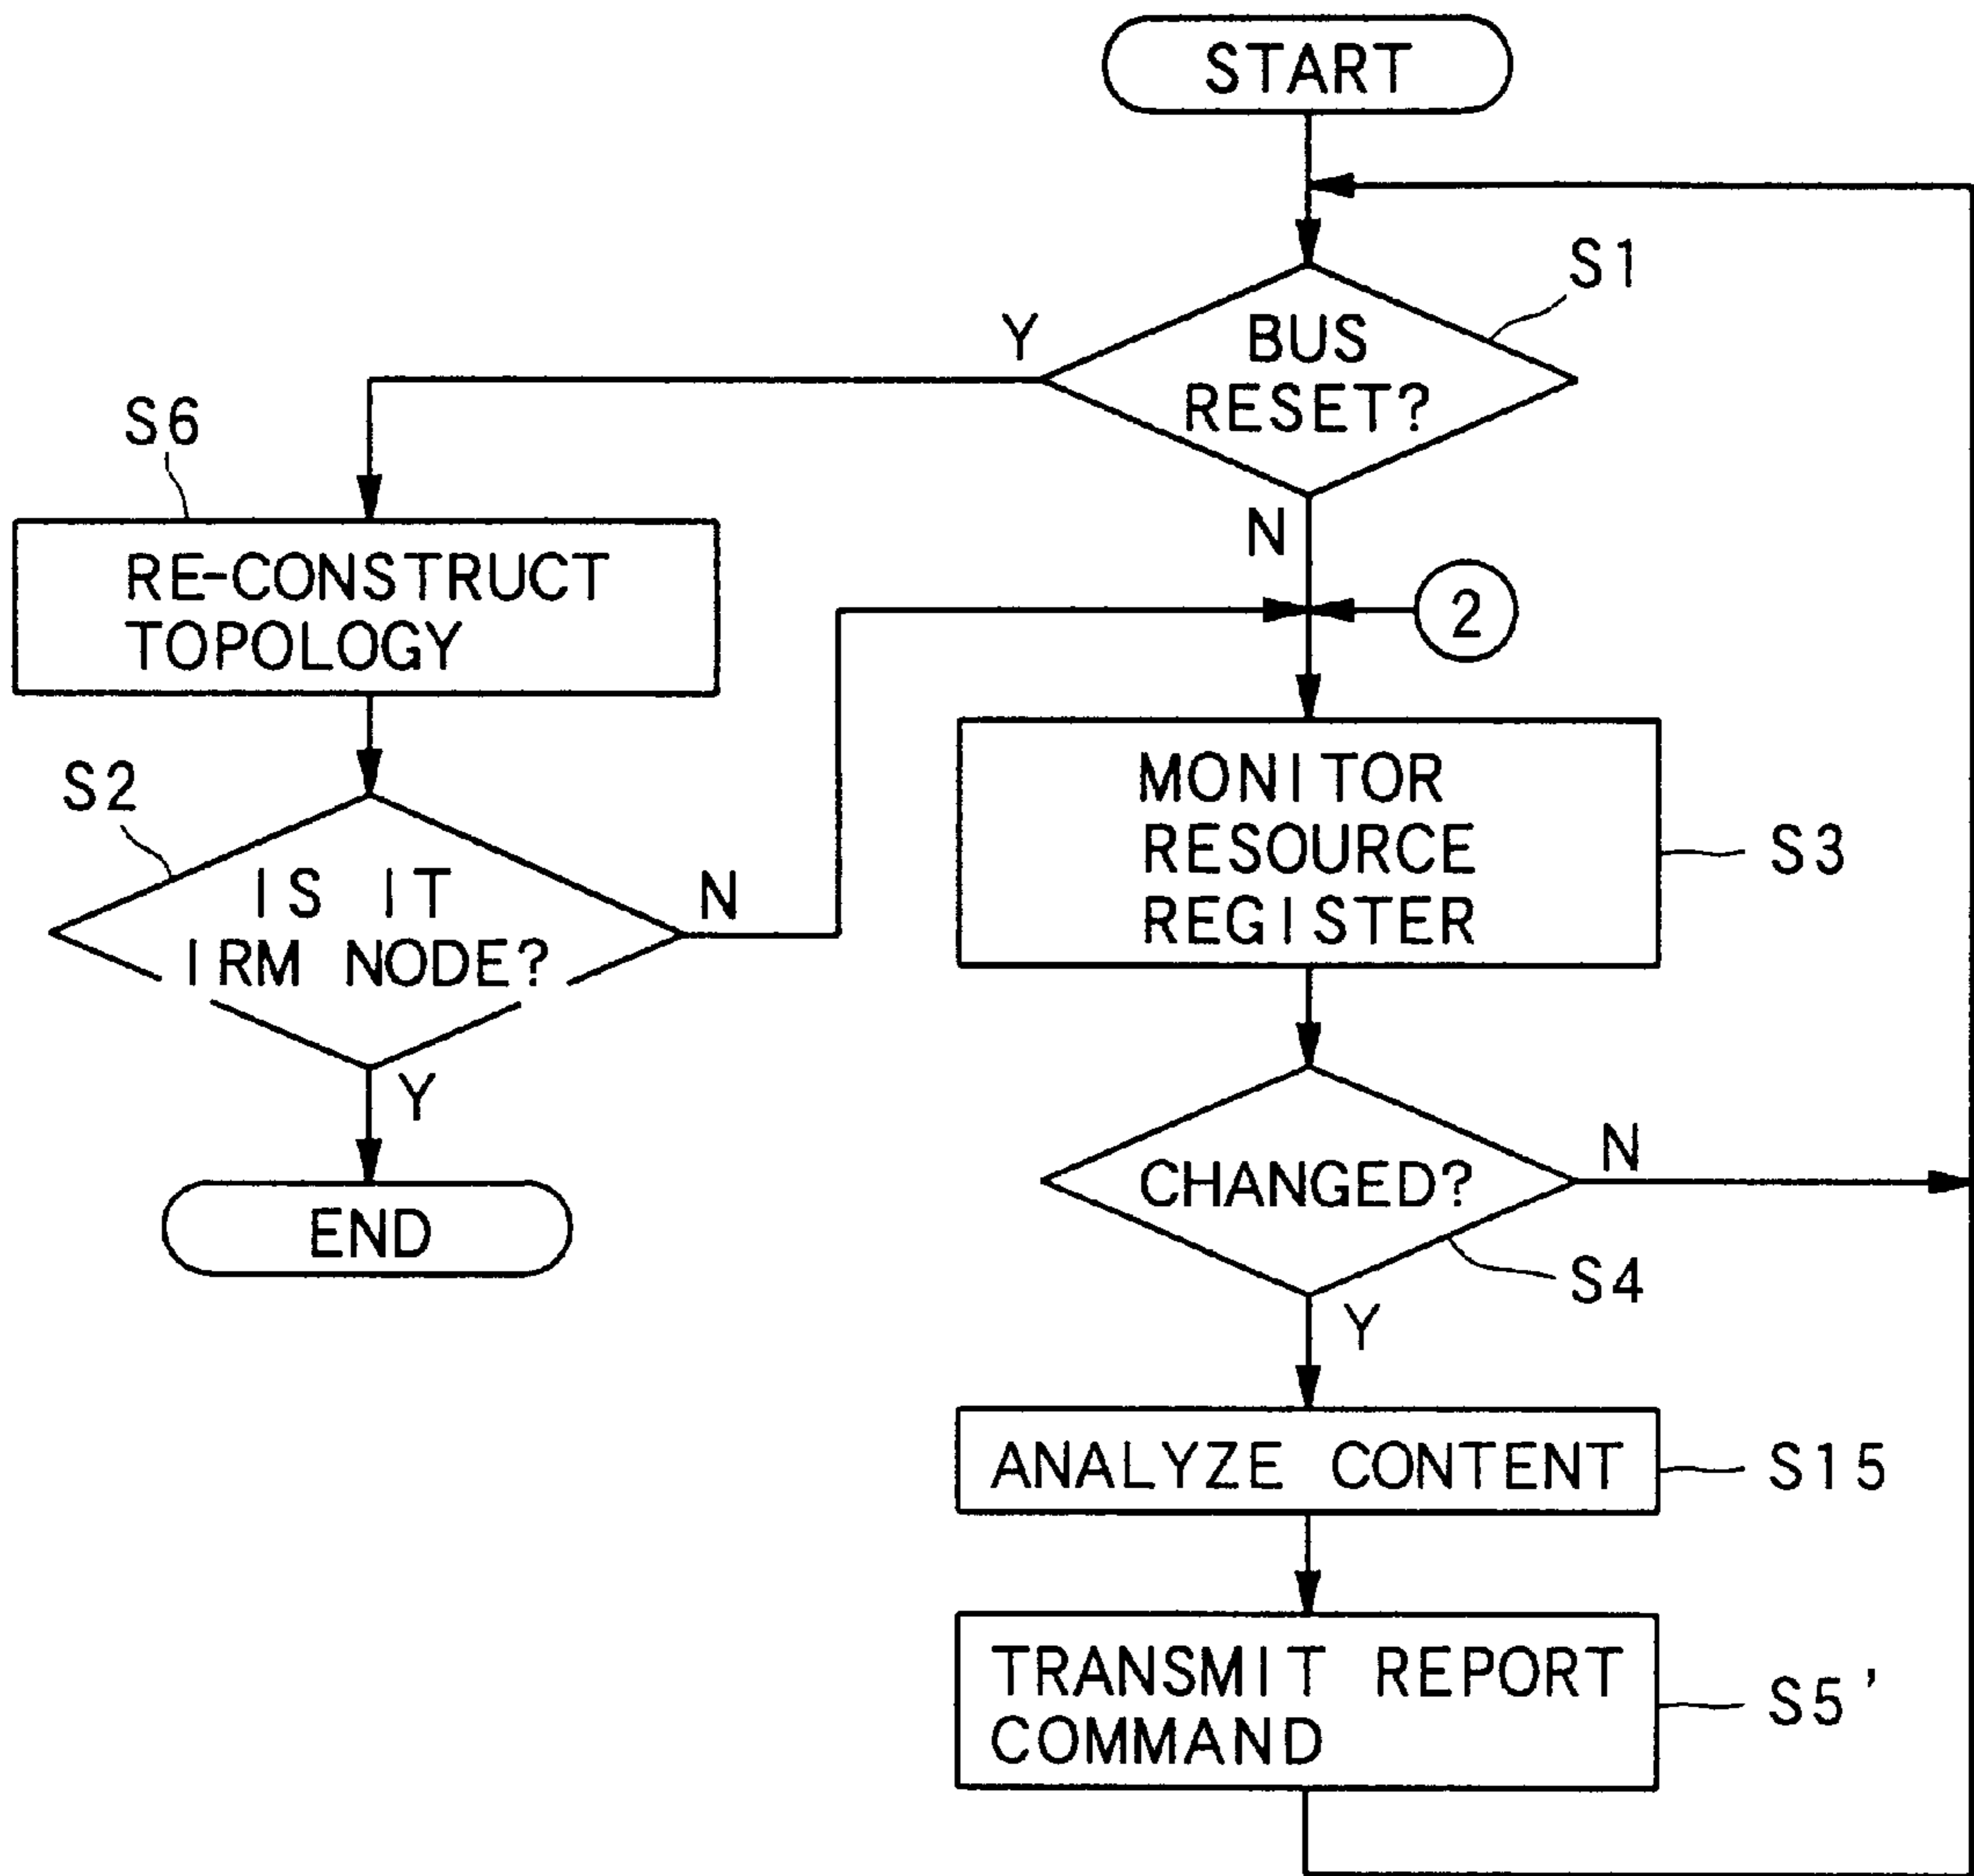 START
S1
BUS
RESET?
Y
N
S6
RE-CONSTRUCT
TOPOLOGY
2
S2
IS IT
IRM NODE?
N
Y
END
MONITOR
RESOURCE
REGISTER
S3
CHANGED?
N
S4
Y
ANALYZE CONTENT
S15
TRANSMIT REPORT
COMMAND
S5'